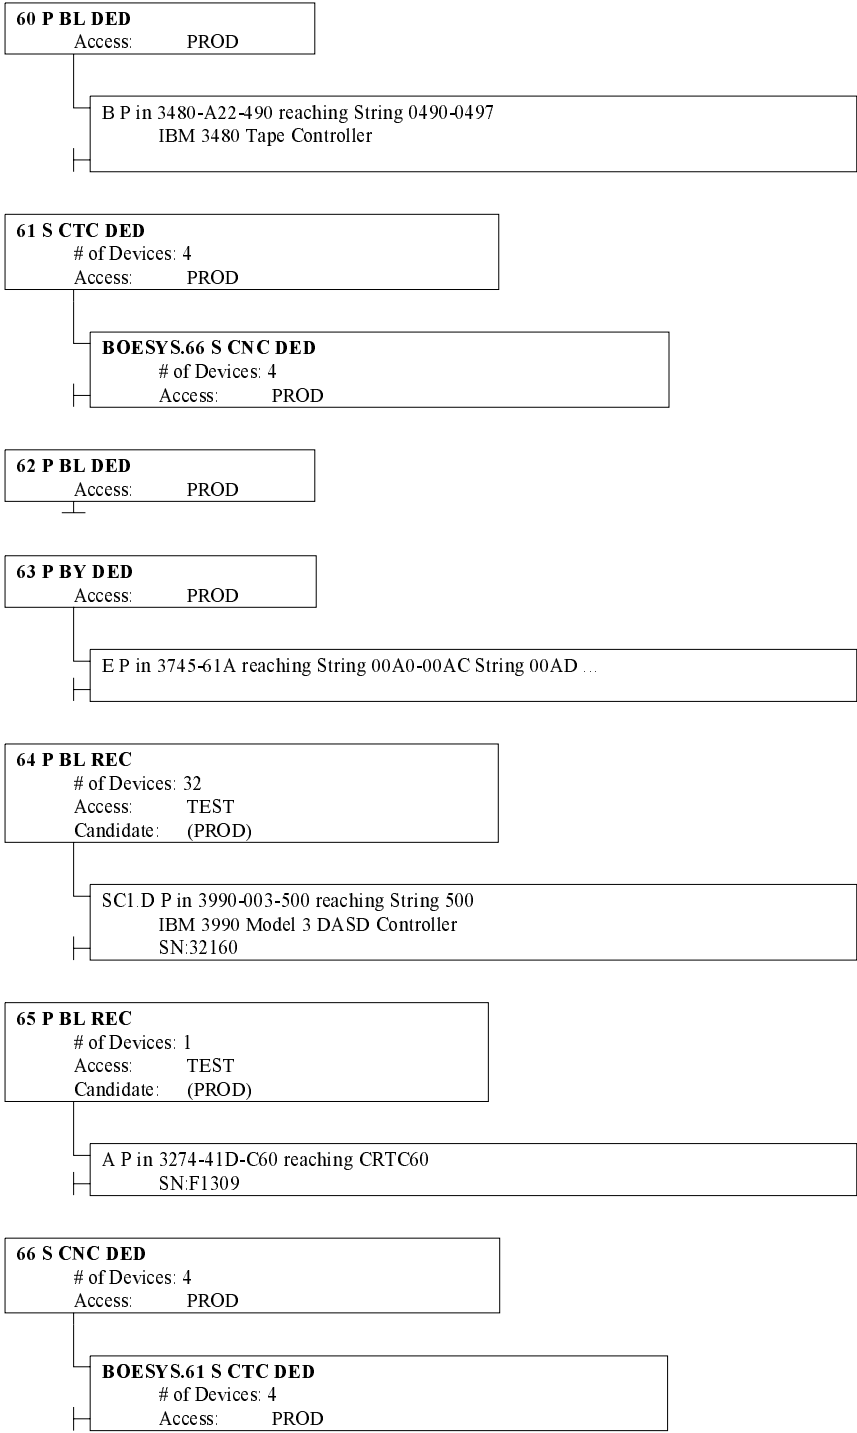 60 P BL DED
Access: PROD
B P in 3480-A22-490 reaching String 0490-0497
IBM 3480 Tape Controller
61 S CTC DED
# of Devices: 4
Access: PROD
BOESYS.66 S CNC DED
# of Devices: 4
Access: PROD
62 P BL DED
Access: PROD
63 P BY DED
Access: PROD
E P in 3745-61A reaching String 00A0-00AC String 00AD ...
64 P BL REC
# of Devices: 32
Access: TEST
Candidate: (PROD)
SC1.D P in 3990-003-500 reaching String 500
IBM 3990 Model 3 DASD Controller
SN:32160
65 P BL REC
# of Devices: 1
Access: TEST
Candidate: (PROD)
A P in 3274-41D-C60 reaching CRTC60
SN:F1309
66 S CNC DED
# of Devices: 4
Access: PROD
BOESYS.61 S CTC DED
# of Devices: 4
Access: PROD